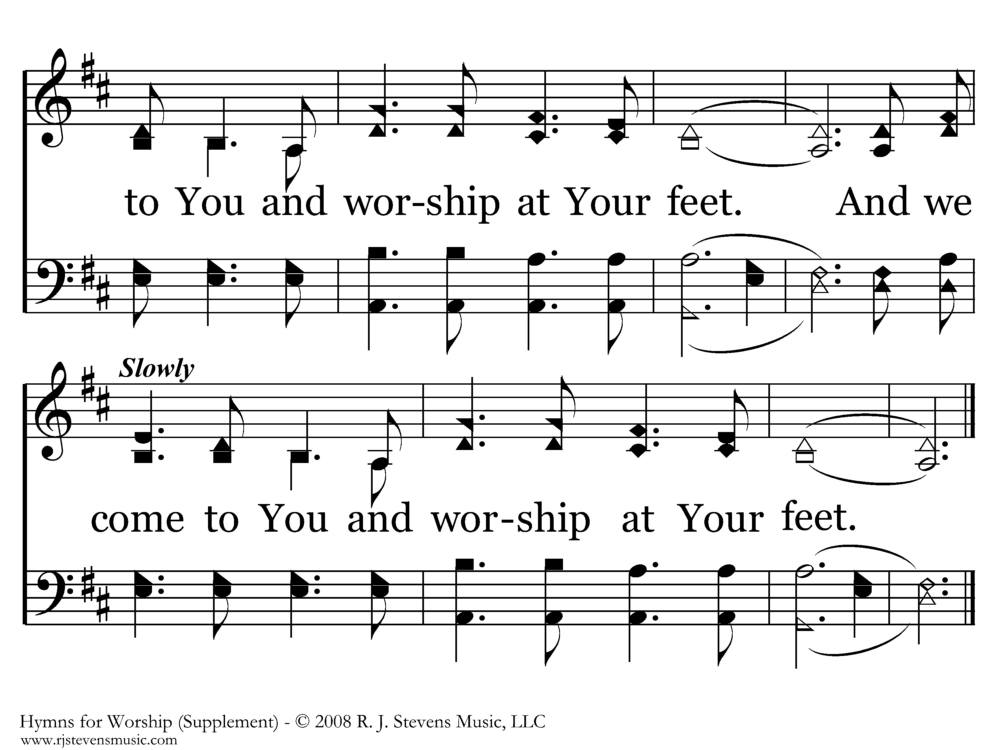 to You and wor-ship at Your feet. And we
Slowly
come to You and wor-ship at Your feet.
Hymns for Worship (Supplement) - © 2008 R. J. Stevens Music, LLC
www.rjstevensmusic.com